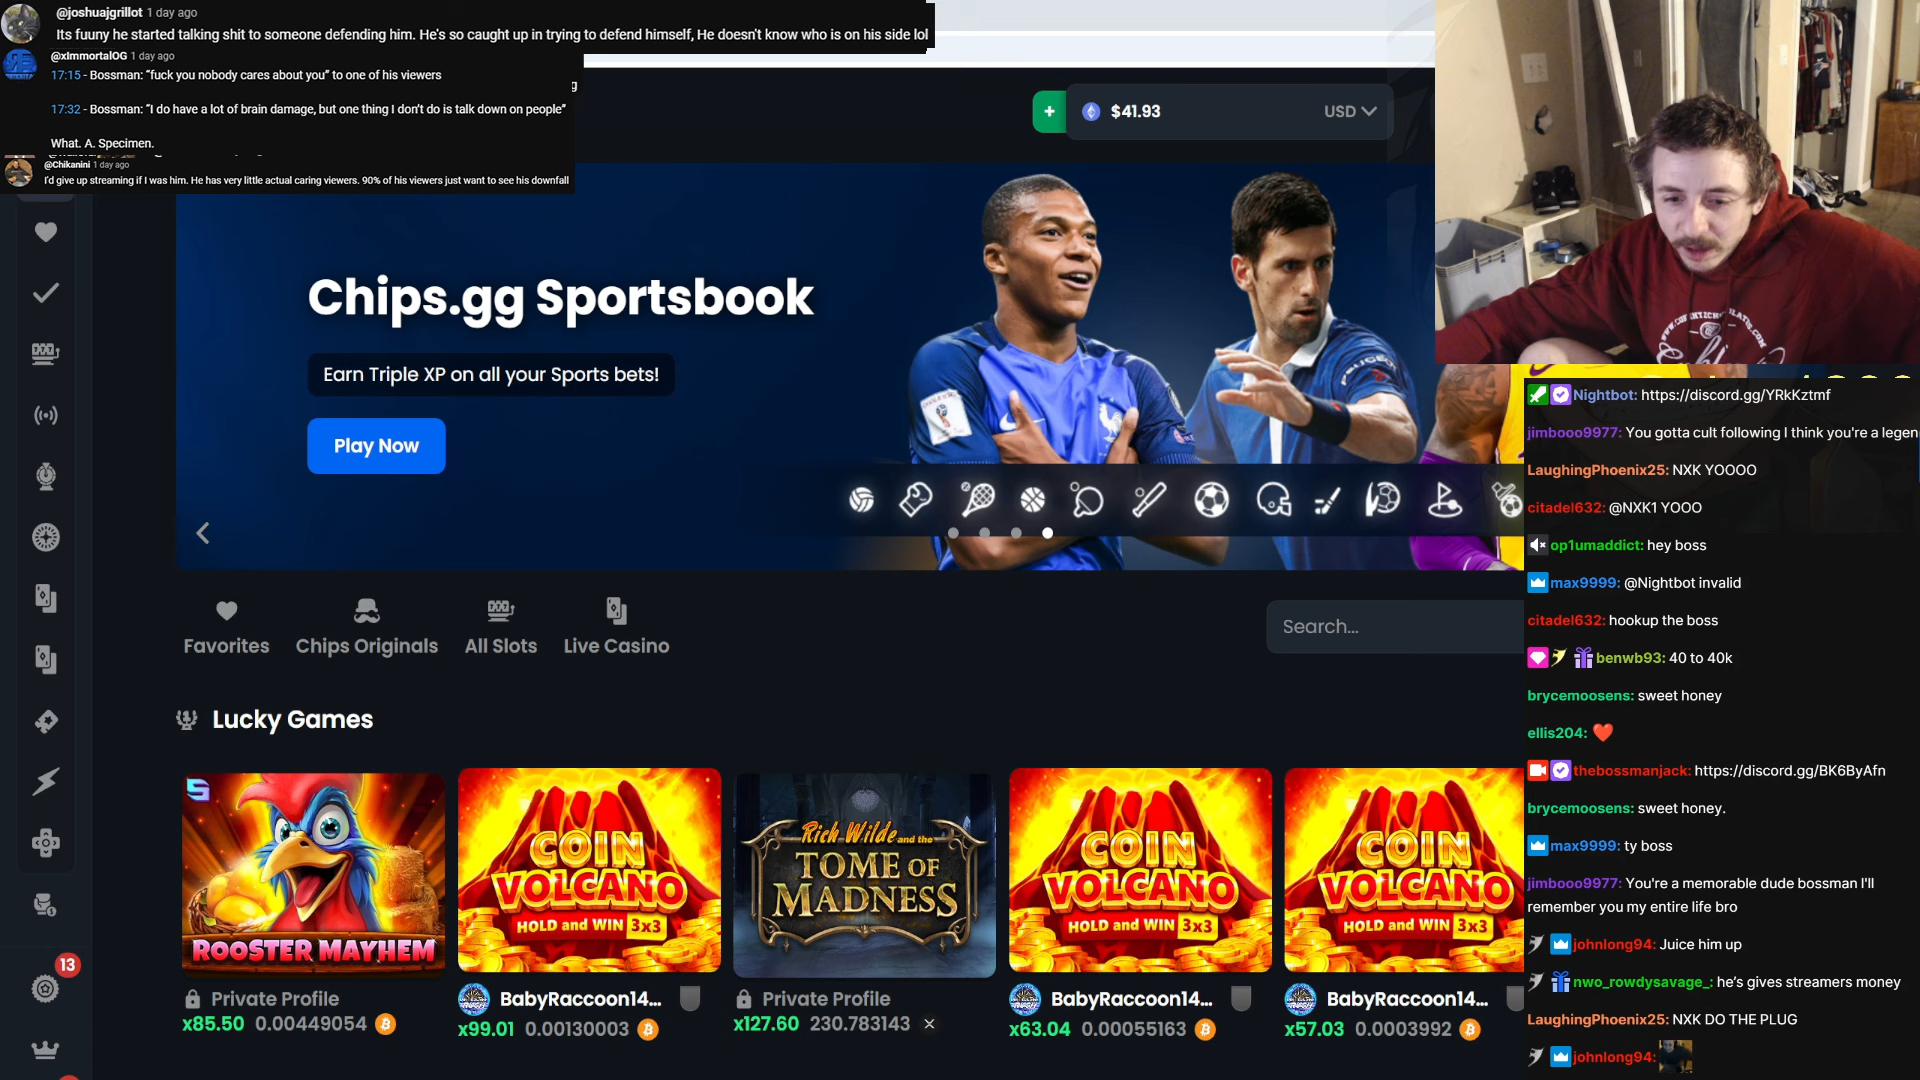 @joshuajgrillot 1 day ago
Its fuuny he started talking shit to someone defending him. He's so caught up in trying to defend himself, He doesn't know who is on his side lol
@xImmortalOG 1 day ago
17:15 - Bossman: “fuck you nobody cares about you” to one of his viewers
17:32 - Bossman: “I do have a lot of brain damage, but one thing I don’t do is talk down on people”
What. A. Specimen.
@Chikanini 1 day ago
I'd give up streaming if I was him. He has very little actual caring viewers. 90% of his viewers just want to see his downfall
+ $41.93 USD
Chips.gg Sportsbook
Earn Triple XP on all your Sports bets!
Play Now
PEUGEOT
Favorites
Chips Originals
All Slots
Live Casino
Search...
Lucky Games
ROOSTER MAYHEM
COIN
VOLCANO
HOLD and WIN 3x3
Rich Wilde and the
TOME OF
MADNESS
COIN
VOLCANO
HOLD and WIN 3x3
COIN
VOLCANO
HOLD and WIN 3x3
Private Profile
x85.50 0.00449054
BabyRaccoon14...
x99.01 0.00130003
Private Profile
x127.60 230.783143
BabyRaccoon14...
x63.04 0.00055163
BabyRaccoon14...
x57.03 0.0003992
13
Nightbot: https://discord.gg/YRkKztmf
jimbooo9977: You gotta cult following I think you're a legen
LaughingPhoenix25: NXK YOOOO
citadel632: @NXK1 YOOO
op1umaddict: hey boss
max9999: @Nightbot invalid
citadel632: hookup the boss
benwb93: 40 to 40k
brycemoosens: sweet honey
ellis204: ❤️
thebossmanjack: https://discord.gg/BK6ByAfn
brycemoosens: sweet honey.
max9999: ty boss
jimbooo9977: You're a memorable dude bossman I'll
remember you my entire life bro
johnlong94: Juice him up
nwo_rowdysavage_: he’s gives streamers money
LaughingPhoenix25: NXK DO THE PLUG
johnlong94: